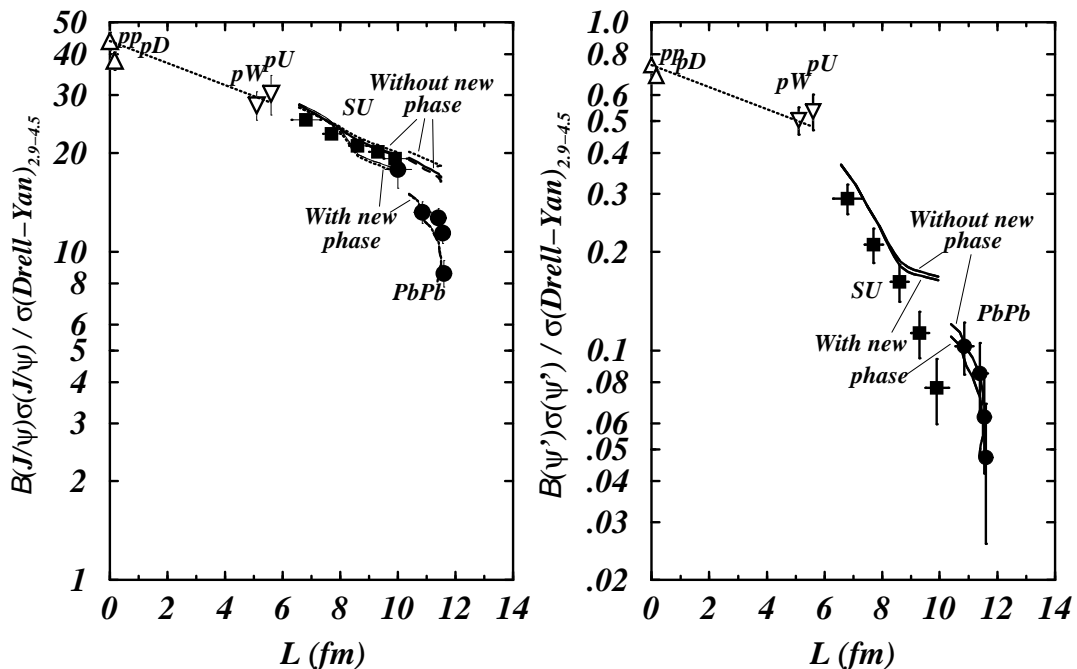 B(J/ψ)σ(J/ψ) / σ(Drell−Yan)2.9−4.5
50
40
30
20
10
8
6
5
4
3
2
1
pp
pD
pW
pU
SU
Without new
phase
With new
phase
PbPb
0 2 4 6 8 10 12 14
L (fm)
B(ψ')σ(ψ') / σ(Drell−Yan)2.9−4.5
1.0
0.8
0.6
0.5
0.4
0.3
0.2
0.1
.08
.06
.05
.04
.03
.02
pp
pD
pW
pU
Without new
phase
SU
PbPb
With new
phase
0 2 4 6 8 10 12 14
L (fm)